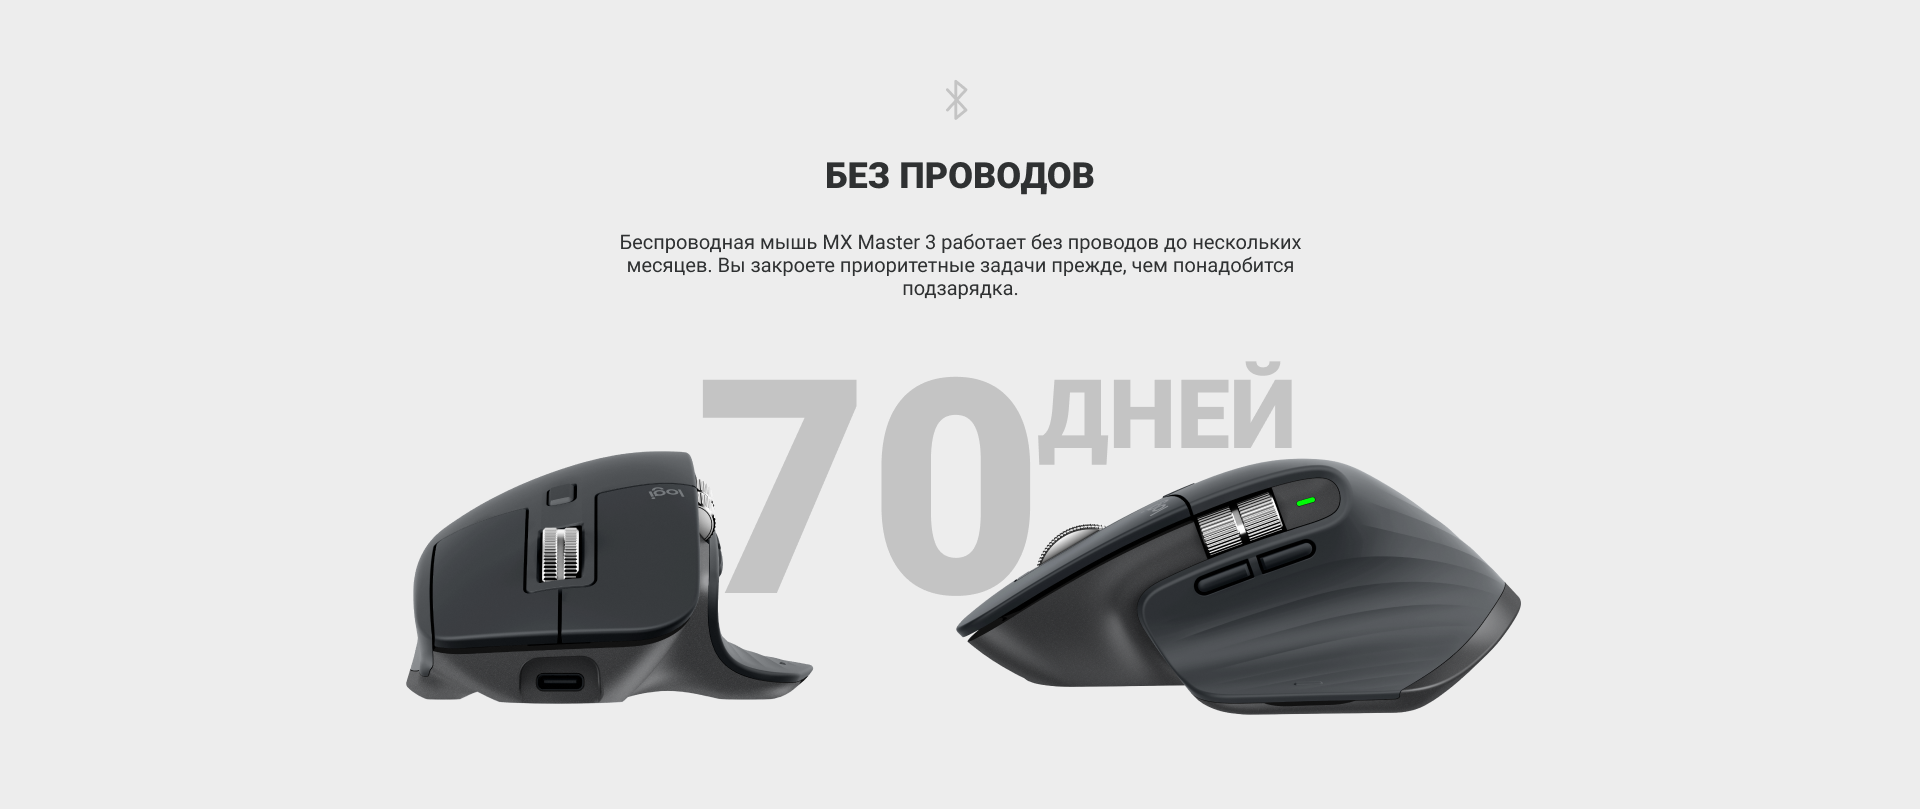 БЕЗ ПРОВОДОВ
Беспроводная мышь MX Master 3 работает без проводов до нескольких
месяцев. Вы закроете приоритетные задачи прежде, чем понадобится
подзарядка.
70 ДНЕЙ
logi